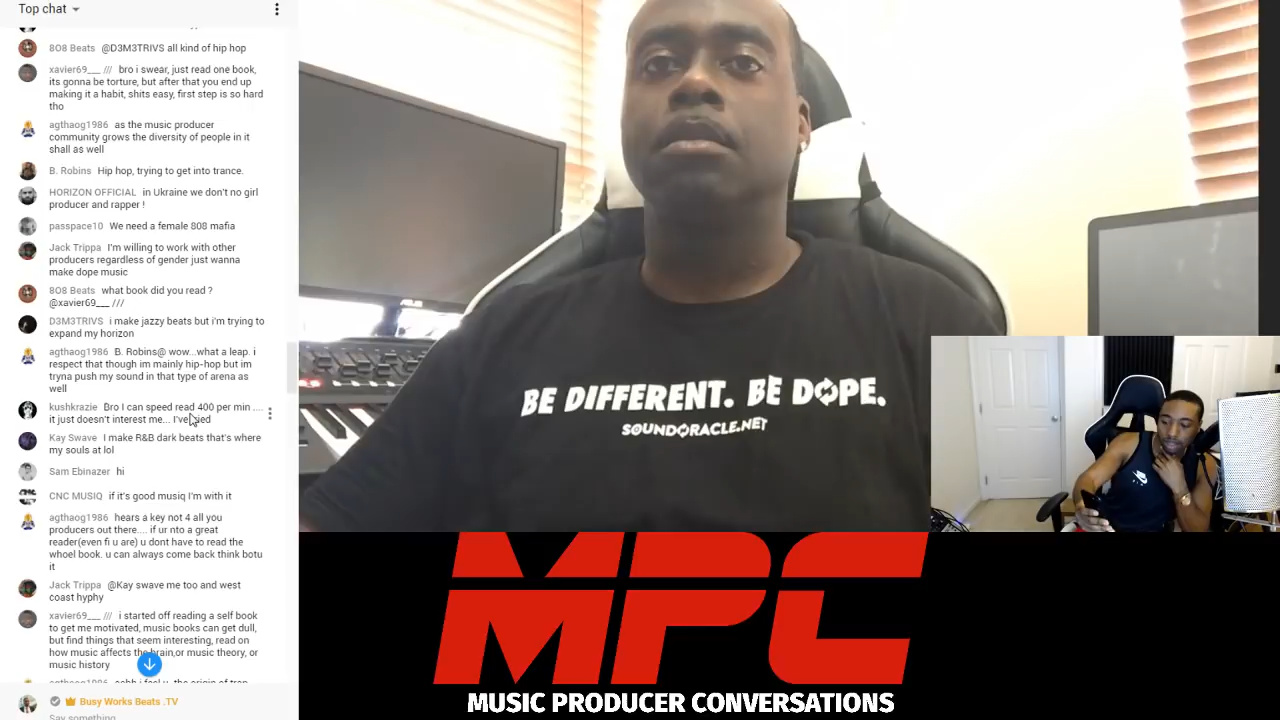 Top chat
808 Beats @D3M3TRIVS all kind of hip hop
xavier69___ /// bro i swear, just read one book,
its gonna be torture, but after that you end up
making it a habit, shits easy, first step is so hard
tho
agthaog1986 as the music producer
community grows the diversity of people in it
shall as well
B. Robins Hip hop, trying to get into trance.
HORIZON OFFICIAL in Ukraine we don't no girl
producer and rapper !
passpace10 We need a female 808 mafia
Jack Trippa I'm willing to work with other
producers regardless of gender just wanna
make dope music
808 Beats what book did you read ?
@xavier69___ ///
D3M3TRIVS i make jazzy beats but i'm trying to
expand my horizon
agthaog1986 B. Robins@ wow...what a leap. i
respect that though im mainly hip-hop but im
tryna push my sound in that type of arena as
well
kushkrazie Bro I can speed read 400 per min ....
it just doesn't interest me... I've tried
Kay Swave I make R&B dark beats that's where
my souls at lol
Sam Ebinazer hi
CNC MUSIQ if it's good musiq I'm with it
agthaog1986 hears a key not 4 all you
producers out there.... if ur nto a great
reader(even fi u are) u dont have to read the
whoel book. u can always come back think botu
it
Jack Trippa @Kay swave me too and west
coast hyphy
xavier69___ /// i started off reading a self book
to get me motivated, music books can get dull,
but find things that seem interesting, read on
how music affects the brain,or music theory, or
music history
Busy Works Beats .TV
Say something
ASUS
BE DIFFERENT. BE DOPE.
SOUNDORACLE.NET
MPC
MUSIC PRODUCER CONVERSATIONS